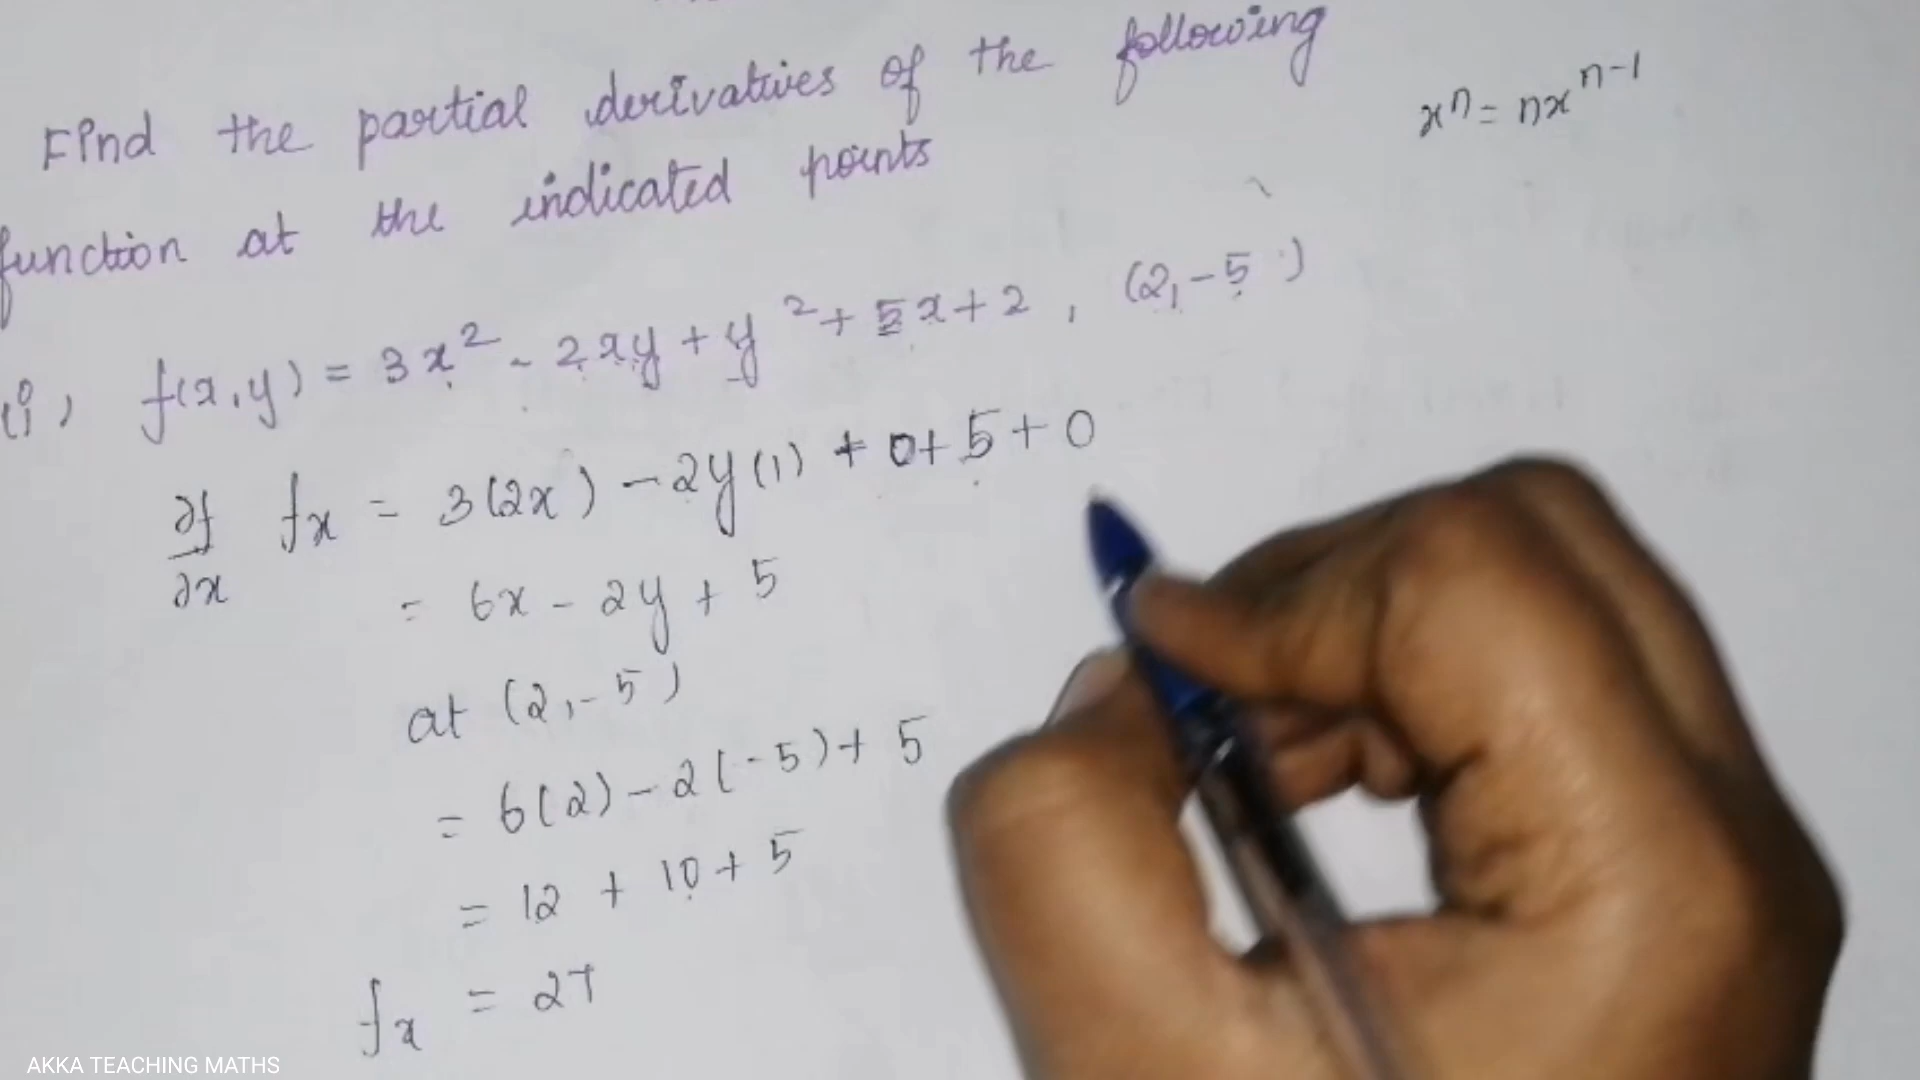 Find the partial derivatives of the following
x^n = nx^{n-1}
function at the indicated points
(i), f(x,y) = 3x² - 2xy + y² + 5x + 2 , (2,-5)
∂f/∂x fx = 3(2x) - 2y(1) + 0 + 5 + 0
= 6x - 2y + 5
at (2,-5)
= 6(2) - 2(-5) + 5
= 12 + 10 + 5
fx = 27
AKKA TEACHING MATHS